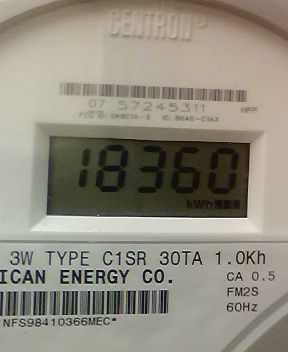 CENTRON®
07 57245311
18360
kWh
3W TYPE C1SR 30TA 1.0Kh
ICAN ENERGY CO.
CA 0.5
FM2S
60Hz
NFS98410366MEC*